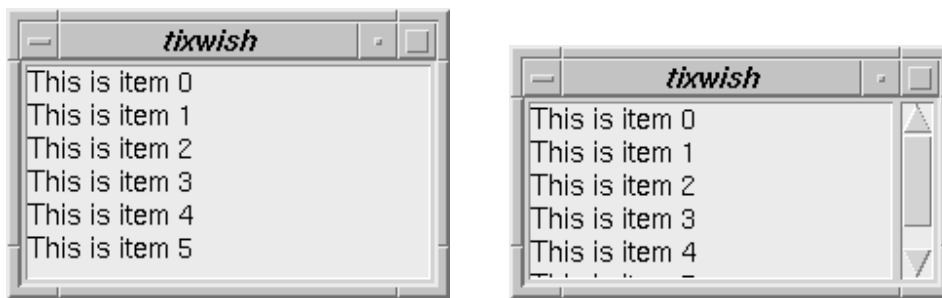 tixwish
This is item 0
This is item 1
This is item 2
This is item 3
This is item 4
This is item 5
tixwish
This is item 0
This is item 1
This is item 2
This is item 3
This is item 4